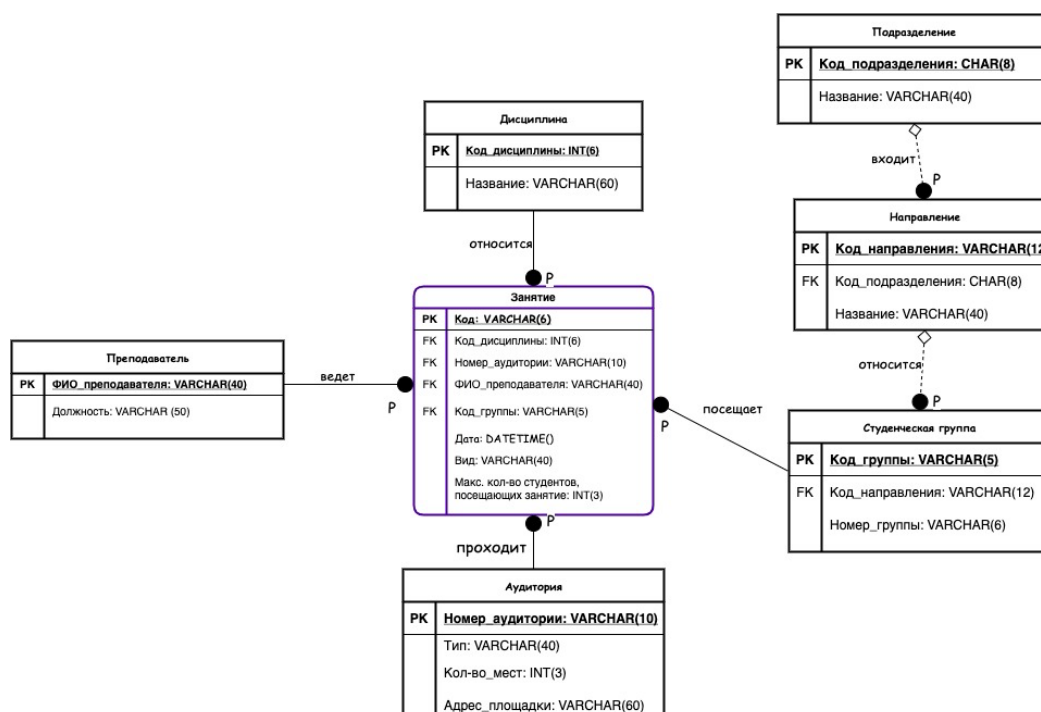 Подразделение
PK Код_подразделения: CHAR(8)
Название: VARCHAR(40)
входит
P
Направление
PK Код_направления: VARCHAR(12
FK Код_подразделения: CHAR(8)
Название: VARCHAR(40)
относится
P
Студенческая группа
PK Код_группы: VARCHAR(5)
FK Код_направления: VARCHAR(12)
Номер_группы: VARCHAR(6)
посещает
P
Дисциплина
PK Код_дисциплины: INT(6)
Название: VARCHAR(60)
относится
P
Занятие
PK Код: VARCHAR(6)
FK Код_дисциплины: INT(6)
FK Номер_аудитории: VARCHAR(10)
FK ФИО_преподавателя: VARCHAR(40)
FK Код_группы: VARCHAR(5)
Дата: DATETIME()
Вид: VARCHAR(40)
Макс. кол-во студентов,
посещающих занятие: INT(3)
Преподаватель
PK ФИО_преподавателя: VARCHAR(40)
Должность: VARCHAR (50)
ведет
P
P
проходит
Аудитория
PK Номер_аудитории: VARCHAR(10)
Тип: VARCHAR(40)
Кол-во_мест: INT(3)
Адрес_площадки: VARCHAR(60)